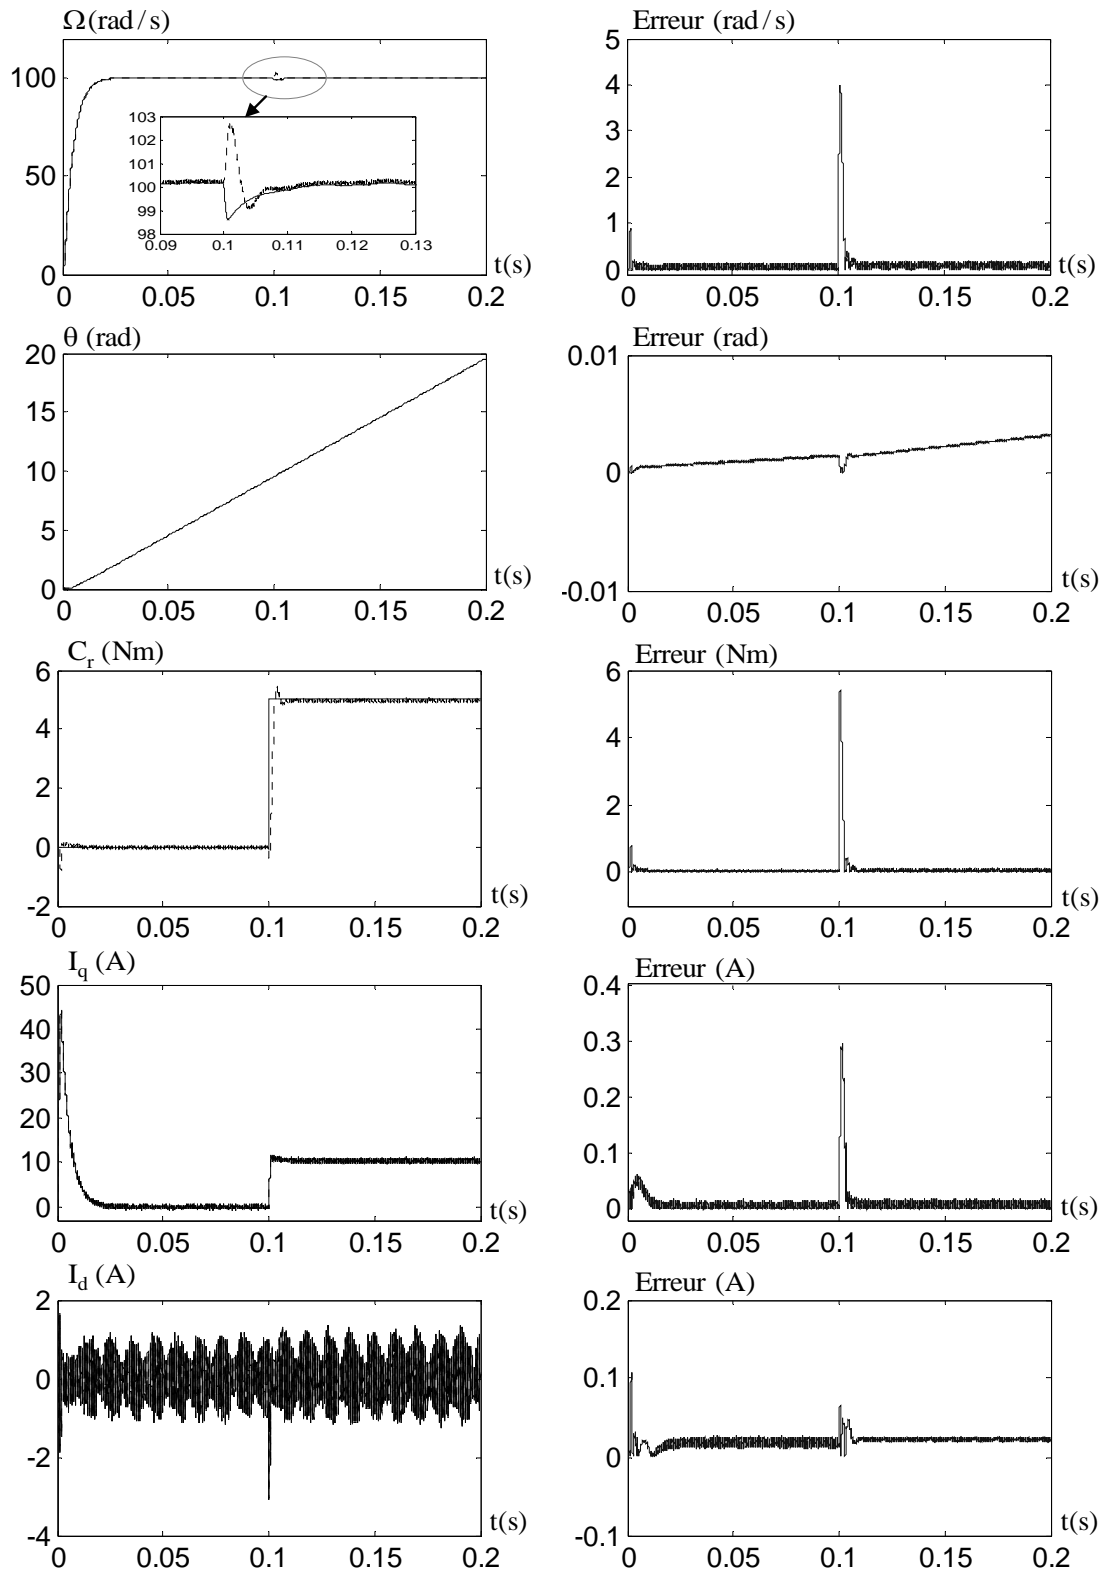 Ω(rad/s)
100
50
0
103
102
101
100
99
98
0.09 0.1 0.11 0.12 0.13
t(s)
0 0.05 0.1 0.15 0.2
Erreur (rad/s)
5
4
3
2
1
0
t(s)
0 0.05 0.1 0.15 0.2
θ (rad)
20
15
10
5
0
t(s)
0 0.05 0.1 0.15 0.2
Erreur (rad)
0.01
0
-0.01
t(s)
0 0.05 0.1 0.15 0.2
Cr (Nm)
6
4
2
0
-2
t(s)
0 0.05 0.1 0.15 0.2
Erreur (Nm)
6
4
2
0
t(s)
0 0.05 0.1 0.15 0.2
Iq (A)
50
40
30
20
10
0
t(s)
0 0.05 0.1 0.15 0.2
Erreur (A)
0.4
0.3
0.2
0.1
0
t(s)
0 0.05 0.1 0.15 0.2
Id (A)
2
0
-2
-4
t(s)
0 0.05 0.1 0.15 0.2
Erreur (A)
0.2
0.1
0
-0.1
t(s)
0 0.05 0.1 0.15 0.2